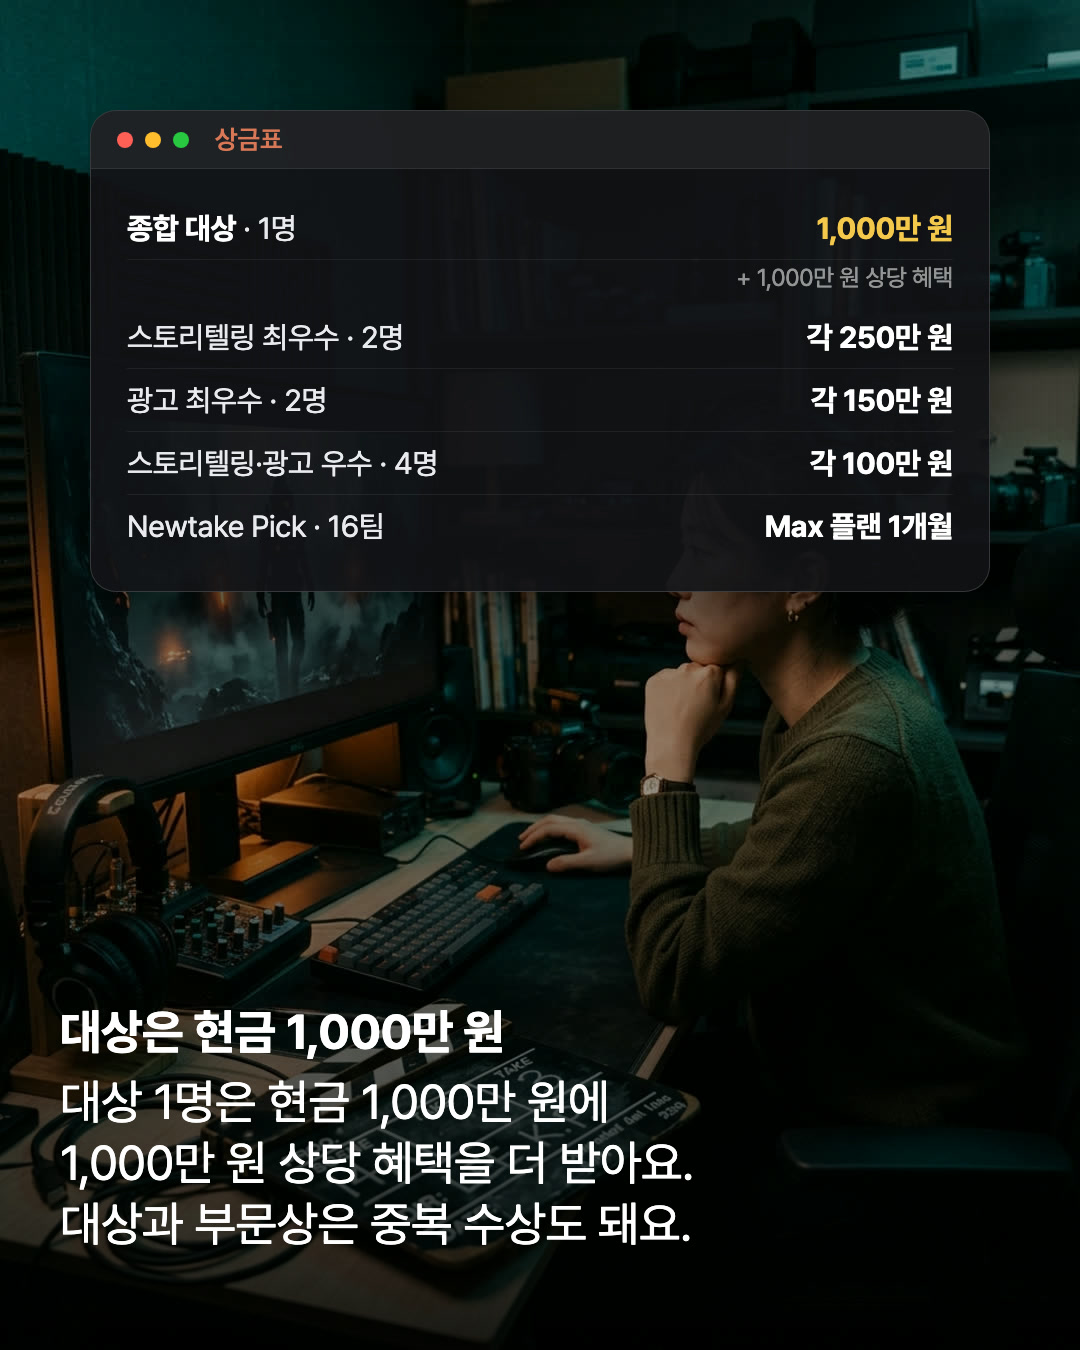 상금표
종합 대상 · 1명 1,000만 원
+ 1,000만 원 상당 혜택
스토리텔링 최우수 · 2명 각 250만 원
광고 최우수 · 2명 각 150만 원
스토리텔링·광고 우수 · 4명 각 100만 원
Newtake Pick · 16팀 Max 플랜 1개월
대상은 현금 1,000만 원
대상 1명은 현금 1,000만 원에
1,000만 원 상당 혜택을 더 받아요.
대상과 부문상은 중복 수상도 돼요.
TAKE